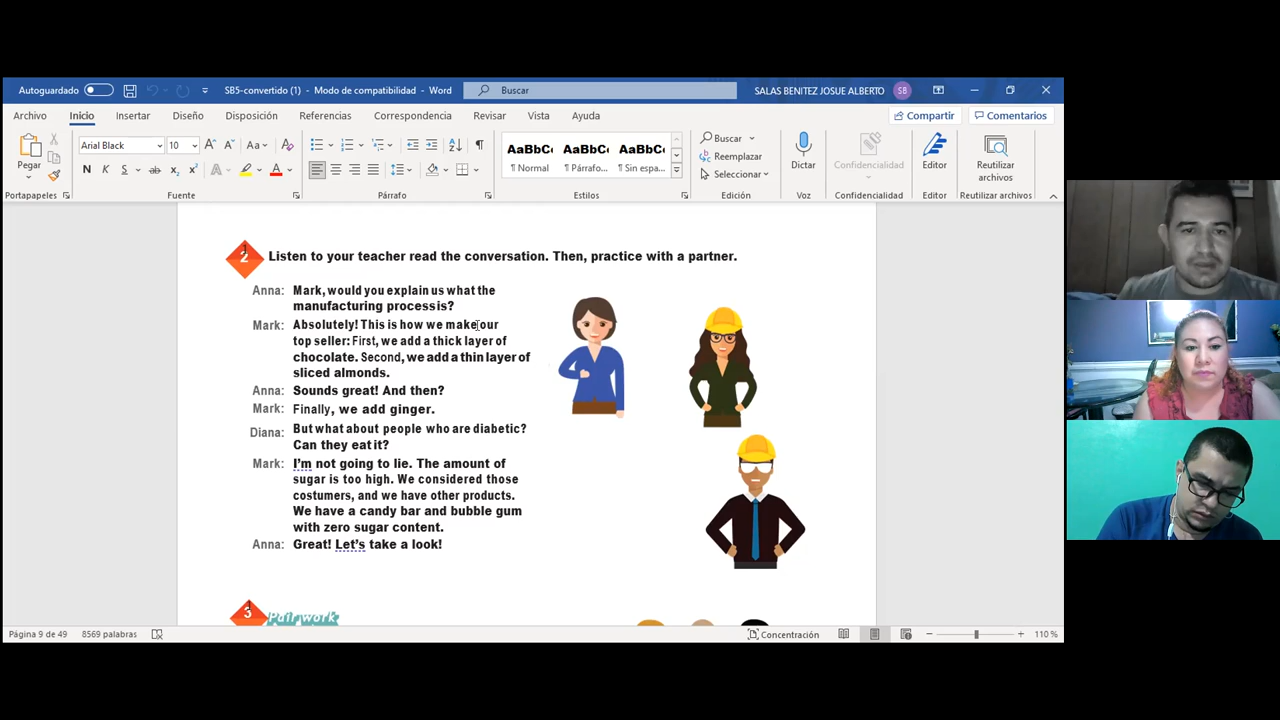 Autoguardado SB5-convertido (1) - Modo de compatibilidad - Word Buscar SALAS BENITEZ JOSUE ALBERTO SB
Archivo Inicio Insertar Diseño Disposición Referencias Correspondencia Revisar Vista Ayuda Compartir Comentarios
Pegar
Arial Black 10 A A Aa
N K S ab x₂ x² A A
AaBbCc AaBbCc AaBbCc
¶ Normal ¶ Párrafo... ¶ Sin espa...
Buscar
Reemplazar
Seleccionar
Dictar
Confidencialidad
Editor
Reutilizar
archivos
Portapapeles Fuente Párrafo Estilos Edición Voz Confidencialidad Editor Reutilizar archivos
2 Listen to your teacher read the conversation. Then, practice with a partner.
Anna: Mark, would you explain us what the
manufacturing process is?
Mark: Absolutely! This is how we make our
top seller: First, we add a thick layer of
chocolate. Second, we add a thin layer of
sliced almonds.
Anna: Sounds great! And then?
Mark: Finally, we add ginger.
Diana: But what about people who are diabetic?
Can they eat it?
Mark: I'm not going to lie. The amount of
sugar is too high. We considered those
costumers, and we have other products.
We have a candy bar and bubble gum
with zero sugar content.
Anna: Great! Let's take a look!
3 Pair work
Página 9 de 49 8569 palabras Concentración 110 %